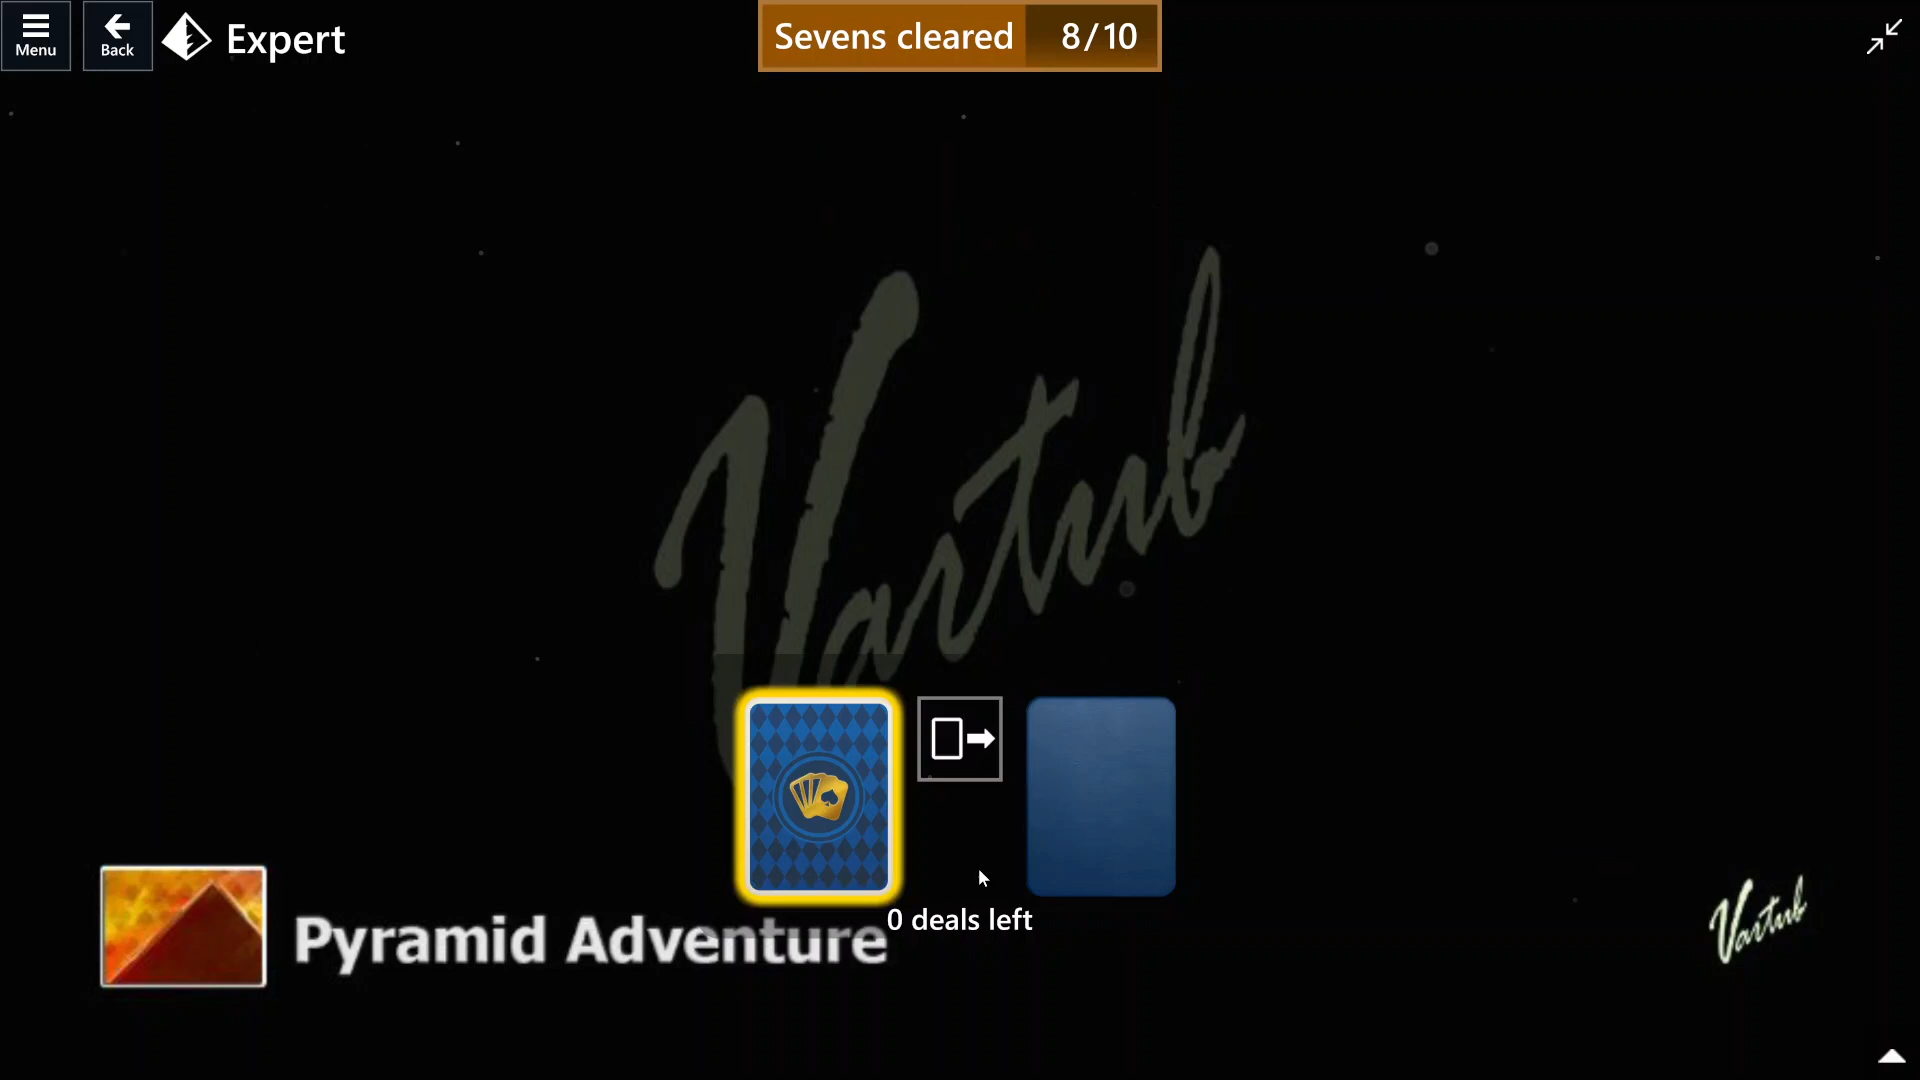 Menu
Back
Expert
Sevens cleared 8/10
Vartub
0 deals left
Pyramid Adventure
Vartub